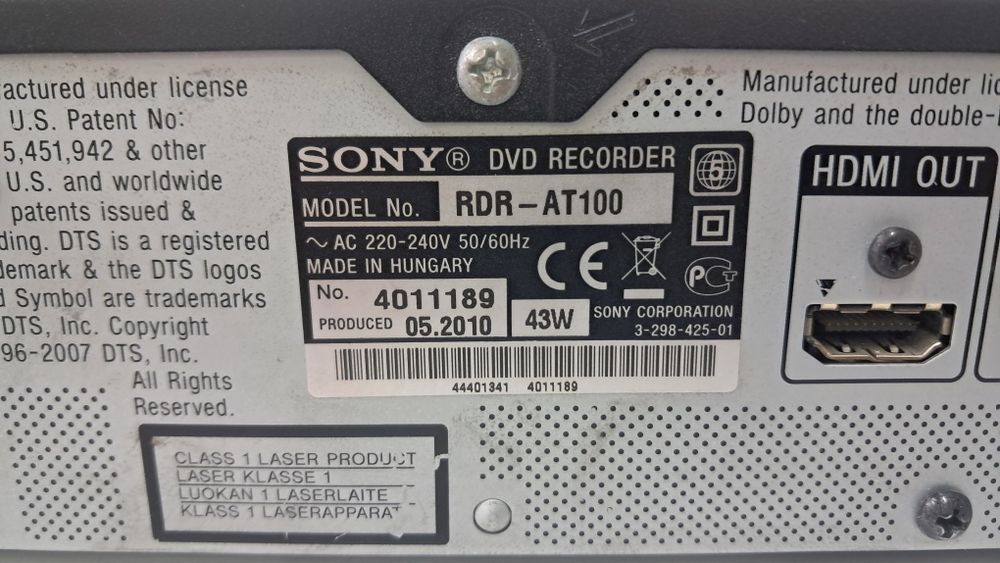 actured under license
U.S. Patent No:
5,451,942 & other
U.S. and worldwide
patents issued &
ding. DTS is a registered
demark & the DTS logos
d Symbol are trademarks
DTS, Inc. Copyright
96-2007 DTS, Inc.
All Rights
Reserved.
SONY® DVD RECORDER
5
MODEL No. RDR-AT100
~ AC 220-240V 50/60Hz
MADE IN HUNGARY
CE
PCT
No. 4011189
PRODUCED 05.2010
43W
SONY CORPORATION
3-298-425-01
44401341 4011189
Manufactured under lic
Dolby and the double-
HDMI OUT
CLASS 1 LASER PRODUCT
LASER KLASSE 1
LUOKAN 1 LASERLAITE
KLASS 1 LASERAPPARAT